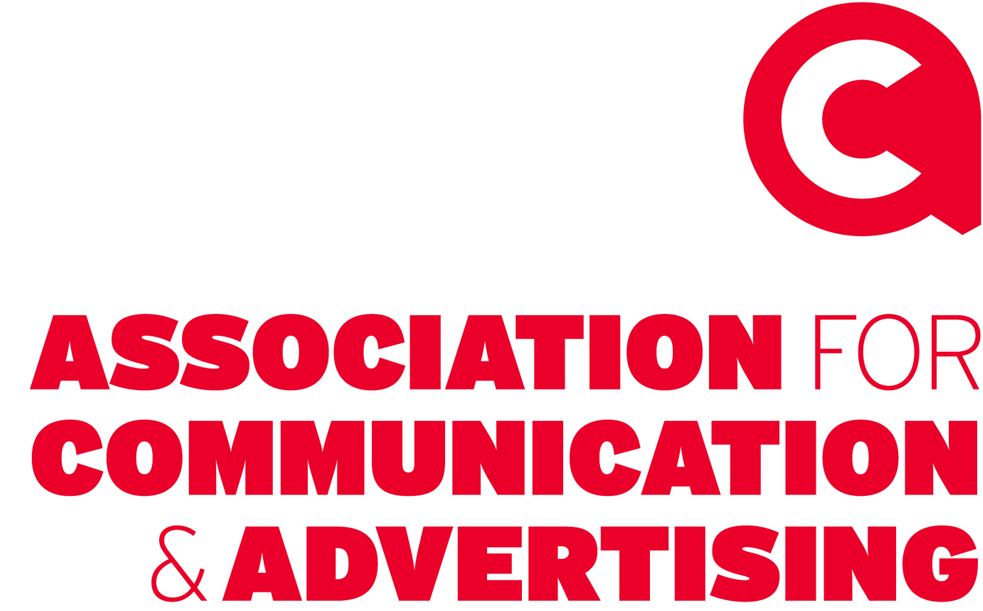 ASSOCIATION FOR
COMMUNICATION
& ADVERTISING